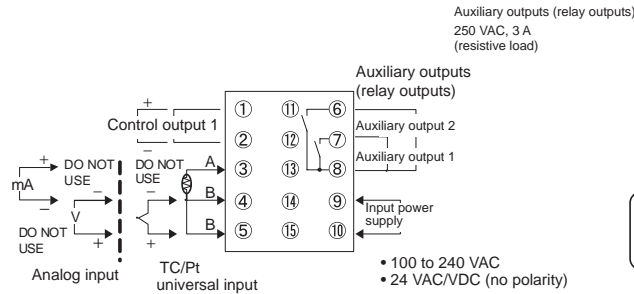 Auxiliary outputs (relay outputs)
250 VAC, 3 A
(resistive load)
Auxiliary outputs
(relay outputs)
+
Control output 1
−
① ⑪ ⑥
② ⑫ ⑦
③ ⑬ ⑧
④ ⑭ ⑨
⑤ ⑮ ⑩
Auxiliary output 2
Auxiliary output 1
Input power
supply
mA
+
−
DO NOT
USE
−
V
+
DO NOT
USE
DO NOT
USE
−
+
A
B
B
Analog input
TC/Pt
universal input
• 100 to 240 VAC
• 24 VAC/VDC (no polarity)